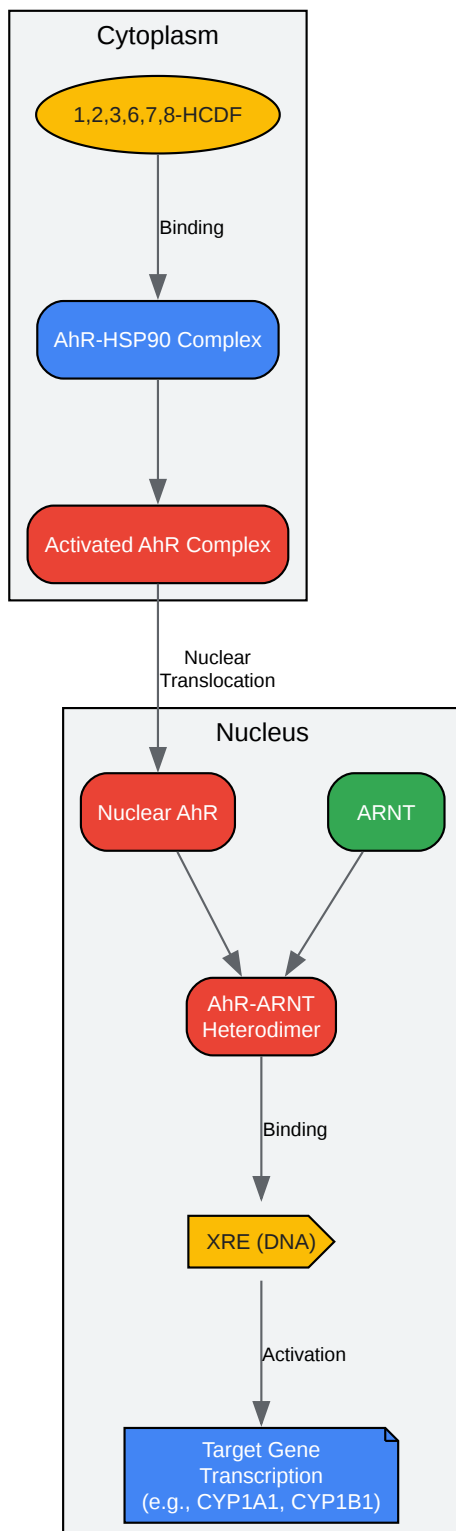 Cytoplasm
1,2,3,6,7,8-HCDF
Binding
AhR-HSP90 Complex
Activated AhR Complex
Nuclear
Translocation
Nucleus
Nuclear AhR
ARNT
AhR-ARNT
Heterodimer
Binding
XRE (DNA)
Activation
Target Gene
Transcription
(e.g., CYP1A1, CYP1B1)